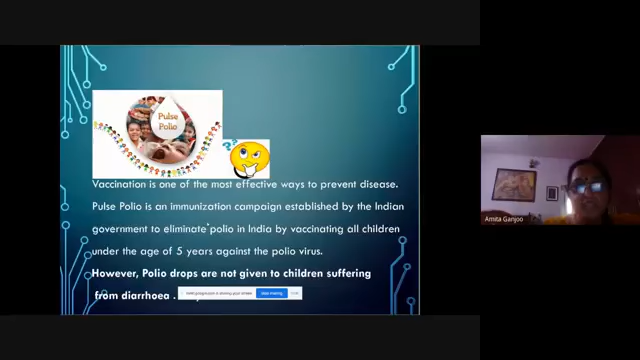 Pulse
Polio
??
Vaccination is one of the most effective ways to prevent disease.
Pulse Polio is an immunization campaign established by the Indian
government to eliminate polio in India by vaccinating all children
under the age of 5 years against the polio virus.
However, Polio drops are not given to children suffering
from diarrhoea .
Stop sharing
Amita Ganjoo